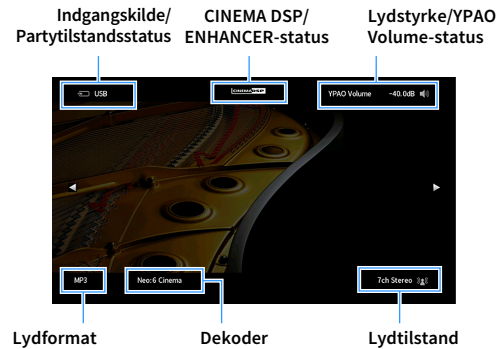 Indgangskilde/
Partytilstandsstatus
CINEMA DSP/
ENHANCER-status
Lydstyrke/YPAO
Volume-status
USB
CINEMA DSP
YPAO Volume -40.0dB
MP3
Neo:6 Cinema
7ch Stereo
Lydformat
Dekoder
Lydtilstand